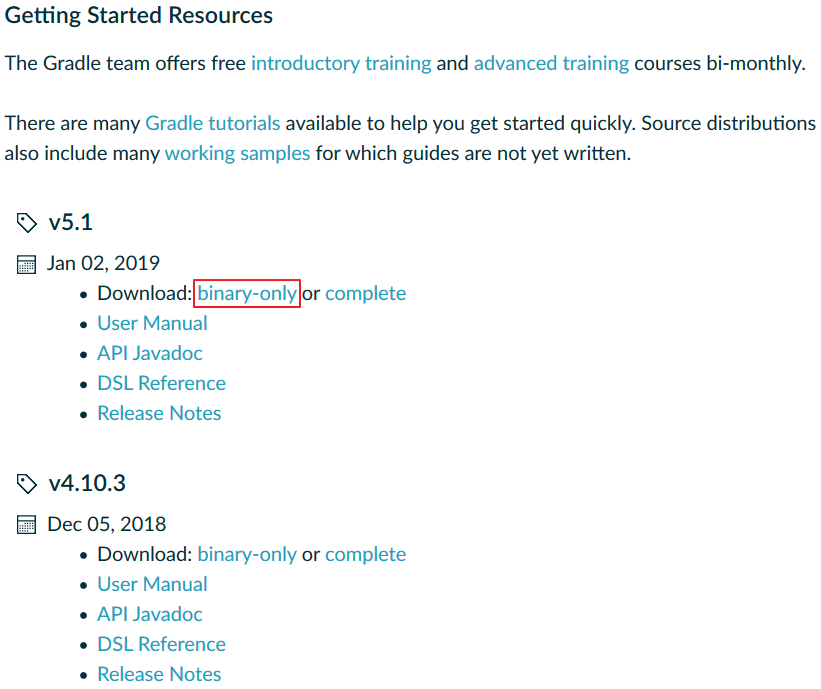 Getting Started Resources
The Gradle team offers free introductory training and advanced training courses bi-monthly.
There are many Gradle tutorials available to help you get started quickly. Source distributions
also include many working samples for which guides are not yet written.
v5.1
Jan 02, 2019
• Download: binary-only or complete
• User Manual
• API Javadoc
• DSL Reference
• Release Notes
v4.10.3
Dec 05, 2018
• Download: binary-only or complete
• User Manual
• API Javadoc
• DSL Reference
• Release Notes